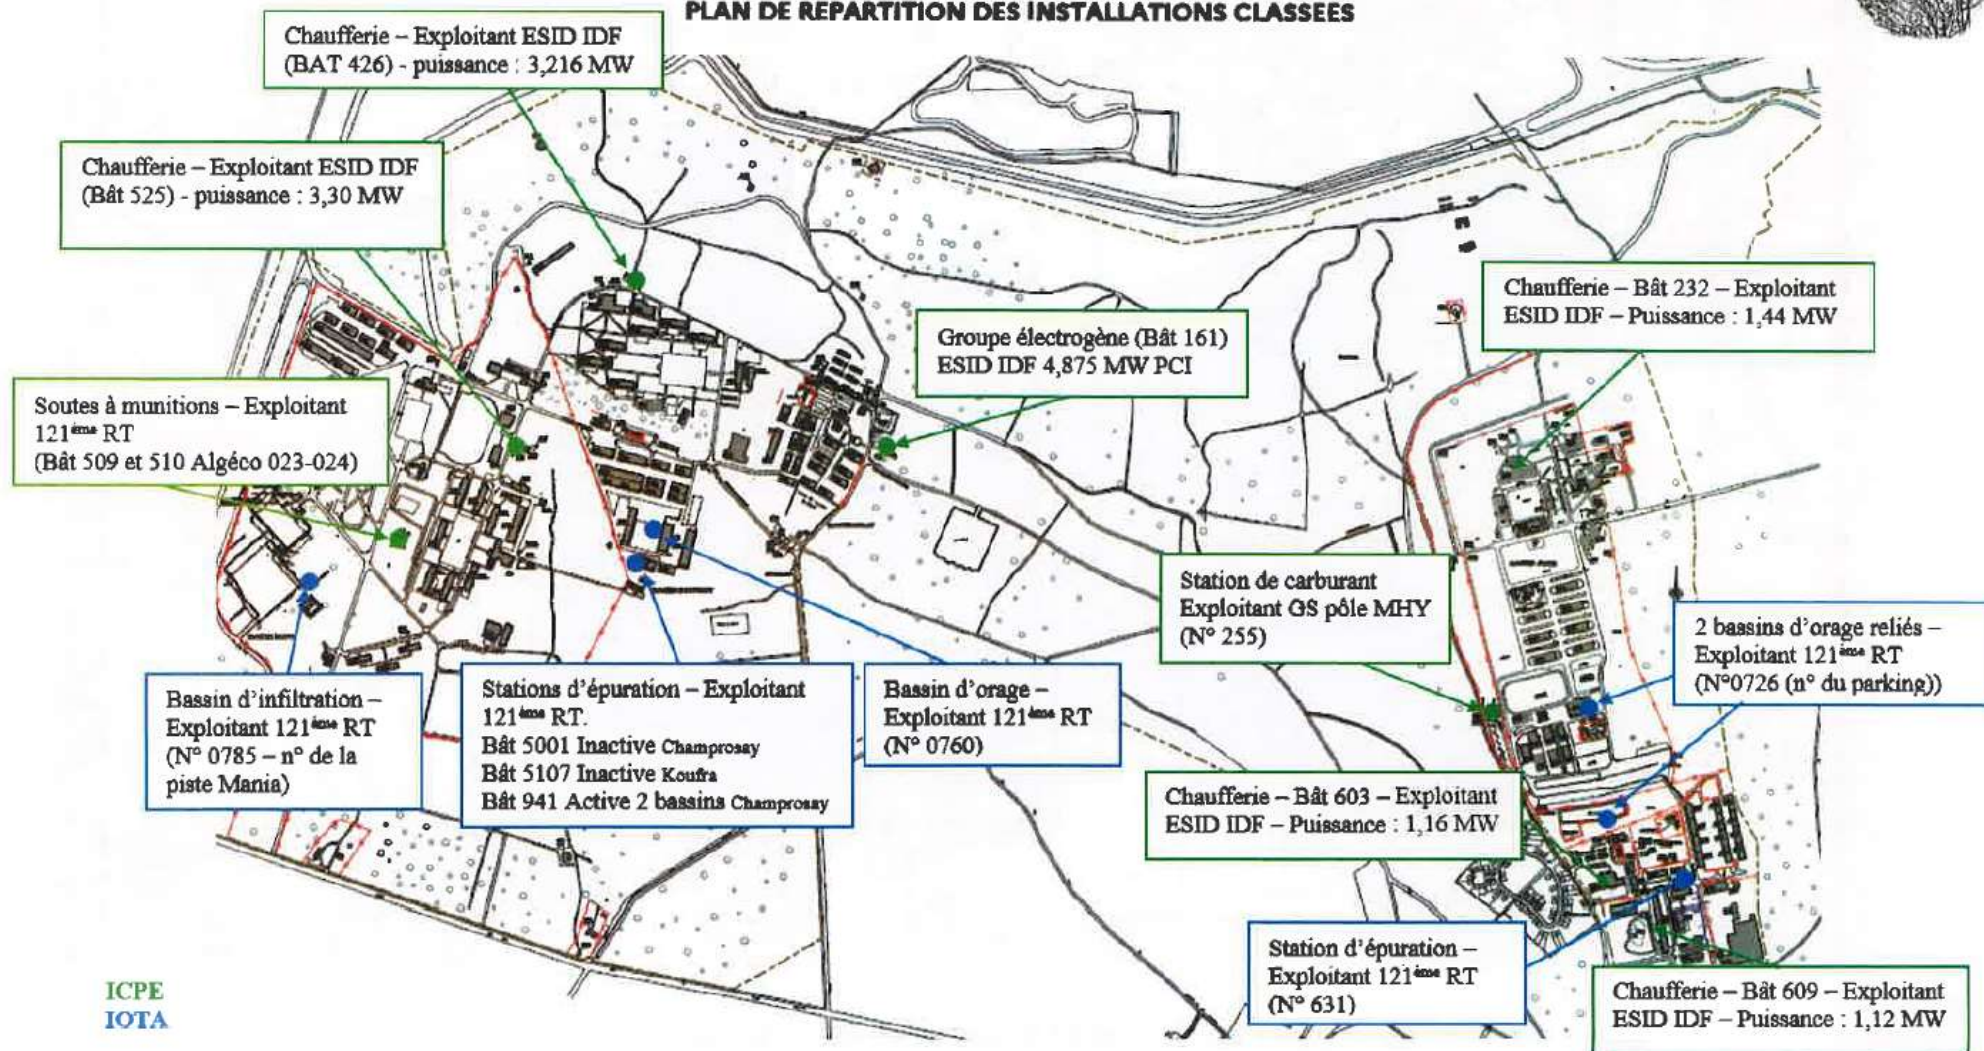 PLAN DE REPARTITION DES INSTALLATIONS CLASSEES
Chaufferie – Exploitant ESID IDF
(BAT 426) - puissance : 3,216 MW
Chaufferie – Exploitant ESID IDF
(Bât 525) - puissance : 3,30 MW
Chaufferie – Bât 232 – Exploitant
ESID IDF – Puissance : 1,44 MW
Groupe électrogène (Bât 161)
ESID IDF 4,875 MW PCI
Soutes à munitions – Exploitant
121ème RT
(Bât 509 et 510 Algéco 023-024)
Station de carburant
Exploitant GS pôle MHY
(N° 255)
2 bassins d'orage reliés –
Exploitant 121ème RT
(N°0726 (n° du parking))
Bassin d'infiltration –
Exploitant 121ème RT
(N° 0785 – n° de la
piste Mania)
Stations d'épuration – Exploitant
121ème RT.
Bât 5001 Inactive Champrosay
Bât 5107 Inactive Koufra
Bât 941 Active 2 bassins Champrosay
Bassin d'orage –
Exploitant 121ème RT
(N° 0760)
Chaufferie – Bât 603 – Exploitant
ESID IDF – Puissance : 1,16 MW
Station d'épuration –
Exploitant 121ème RT
(N° 631)
Chaufferie – Bât 609 – Exploitant
ESID IDF – Puissance : 1,12 MW
ICPE
IOTA